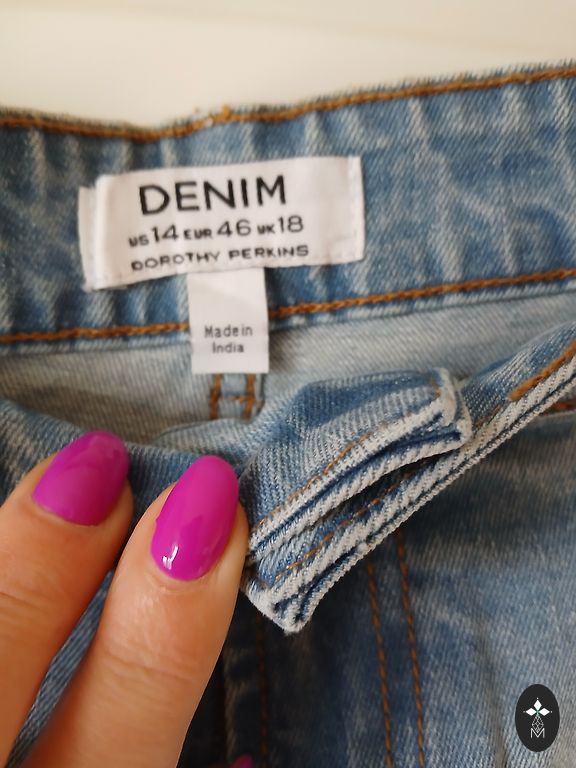 DENIM
US 14 EUR 46 UK 18
DOROTHY PERKINS
Made in
India
M